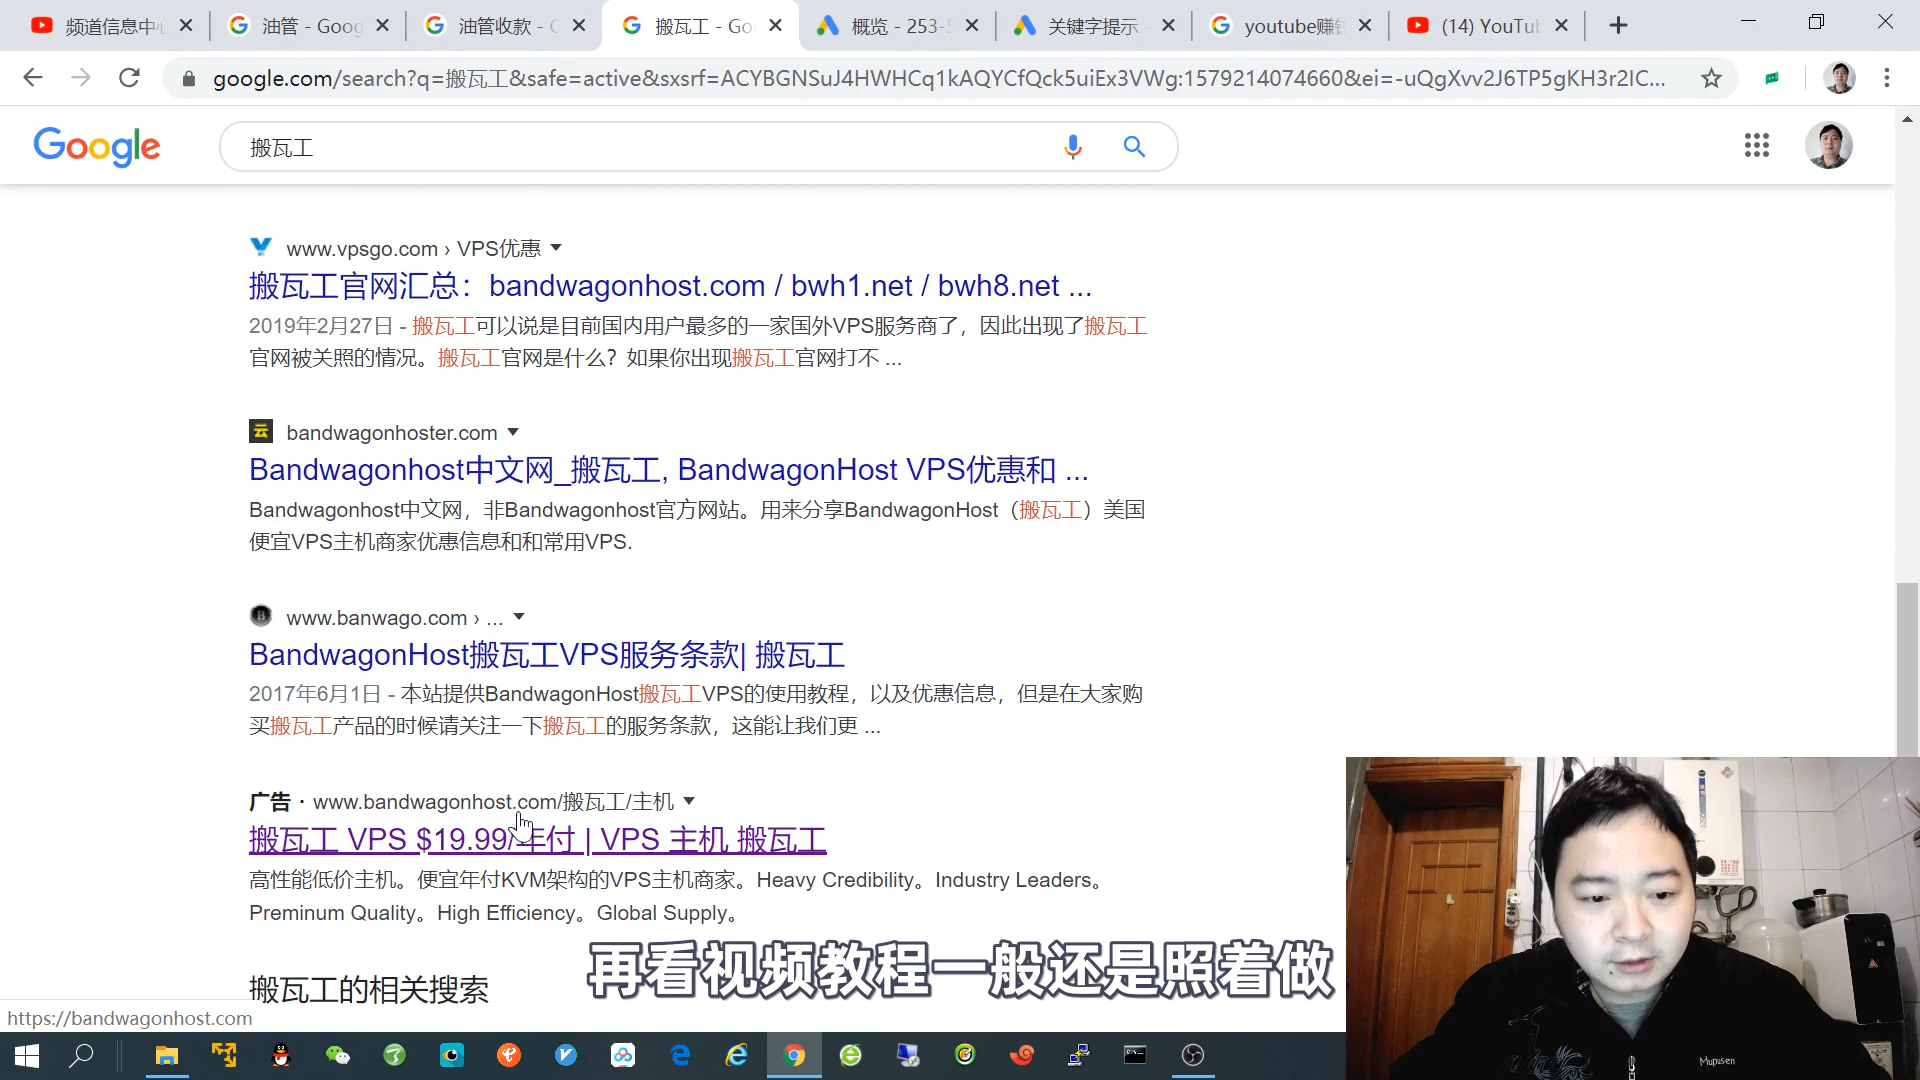 频道信息中
油管 - Goog
油管收款 - G
搬瓦工 - Go
概览 - 253-5
关键字提示 -
youtube赚钱
(14) YouTub
google.com/search?q=搬瓦工&safe=active&sxsrf=ACYBGNSuJ4HWHCq1kAQYCfQck5uiEx3VWg:1579214074660&ei=-uQgXvv2J6TP5gKH3r2IC...
Google
搬瓦工
www.vpsgo.com › VPS优惠
搬瓦工官网汇总：bandwagonhost.com / bwh1.net / bwh8.net ...
2019年2月27日 - 搬瓦工可以说是目前国内用户最多的一家国外VPS服务商了，因此出现了搬瓦工
官网被关照的情况。搬瓦工官网是什么？如果你出现搬瓦工官网打不 ...
云
bandwagonhoster.com
Bandwagonhost中文网_搬瓦工, BandwagonHost VPS优惠和 ...
Bandwagonhost中文网，非Bandwagonhost官方网站。用来分享BandwagonHost（搬瓦工）美国
便宜VPS主机商家优惠信息和和常用VPS.
www.banwago.com › ...
BandwagonHost搬瓦工VPS服务条款| 搬瓦工
2017年6月1日 - 本站提供BandwagonHost搬瓦工VPS的使用教程，以及优惠信息，但是在大家购
买搬瓦工产品的时候请关注一下搬瓦工的服务条款，这能让我们更 ...
广告 · www.bandwagonhost.com/搬瓦工/主机
搬瓦工 VPS $19.99/年付 | VPS 主机 搬瓦工
高性能低价主机。便宜年付KVM架构的VPS主机商家。Heavy Credibility。Industry Leaders。
Preminum Quality。High Efficiency。Global Supply。
再看视频教程一般还是照着做
搬瓦工的相关搜索
https://bandwagonhost.com
Mupusen